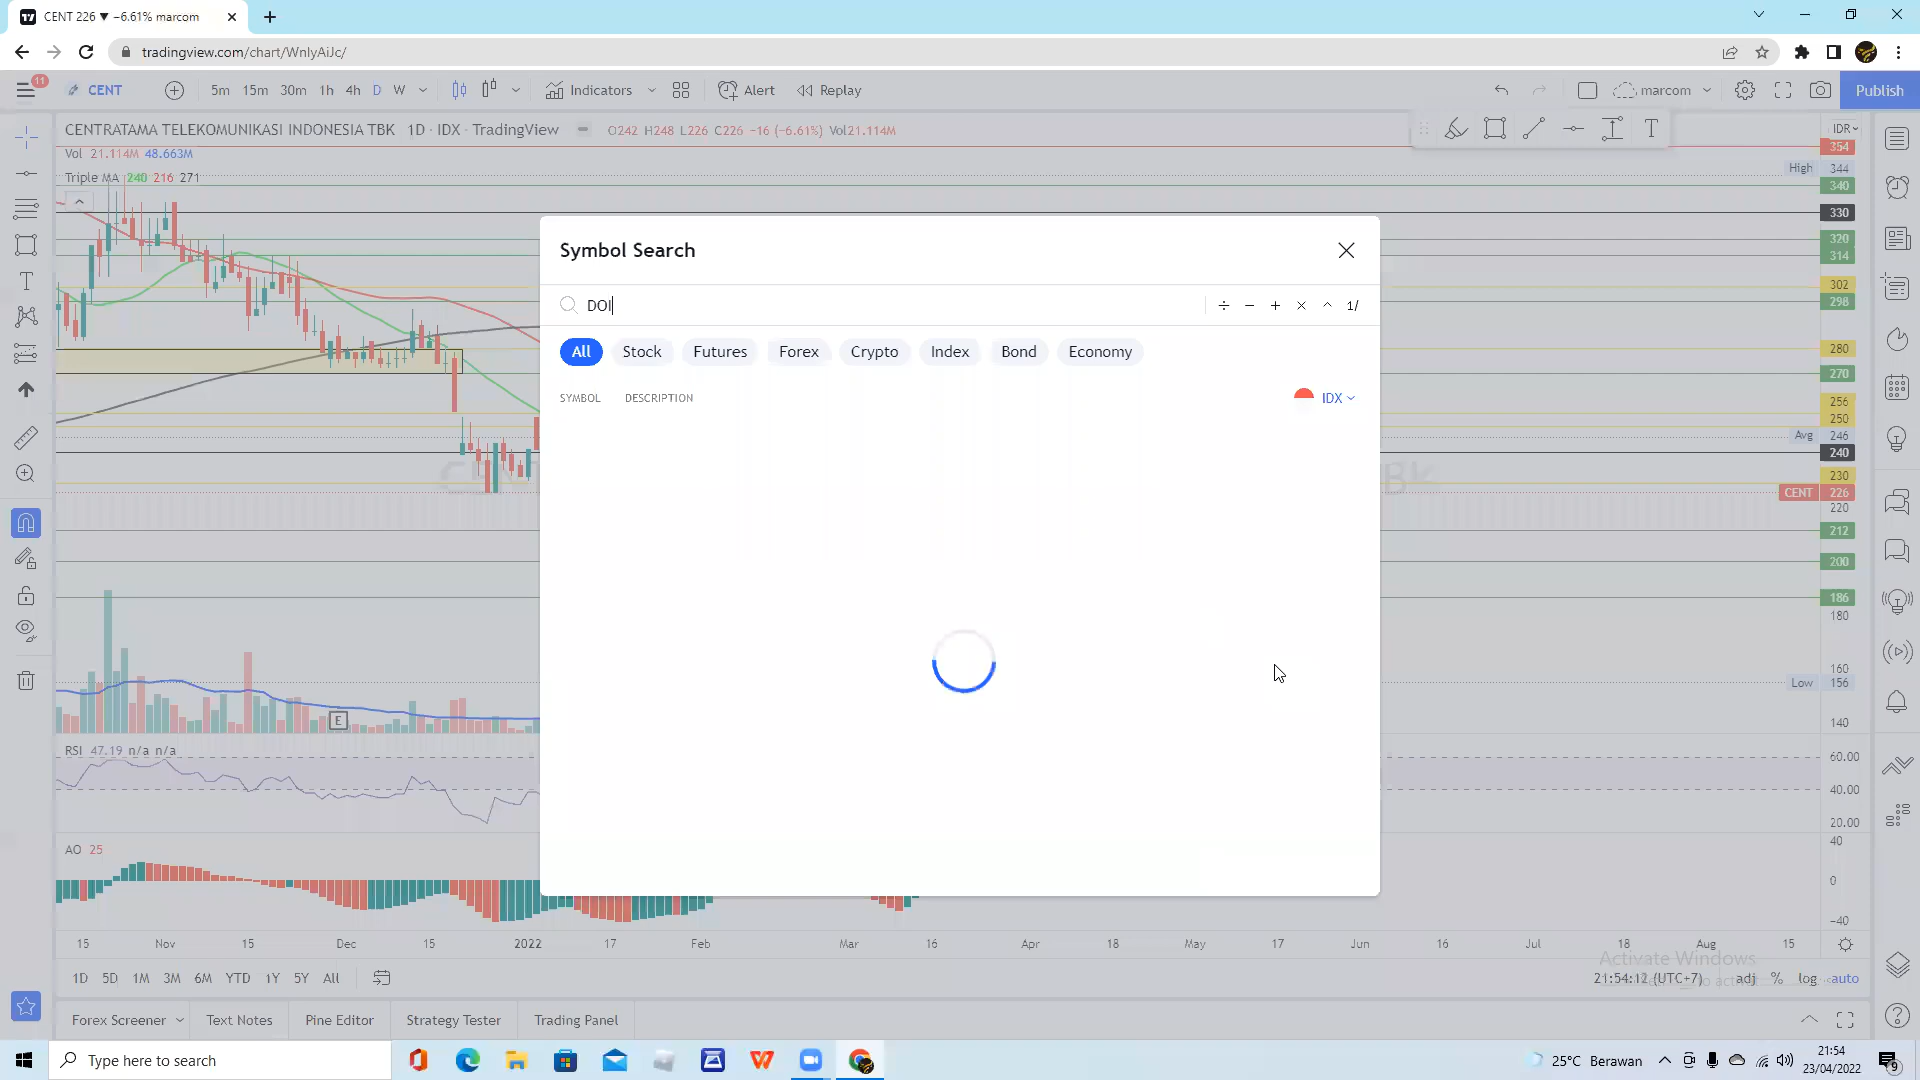 CENT 226 ▼ −6.61% marcom
tradingview.com/chart/WnlyAiJc/
11
CENT
5m 15m 30m 1h 4h D W
Indicators
Alert
Replay
marcom
Publish
CENTRATAMA TELEKOMUNIKASI INDONESIA TBK · 1D · IDX · TradingView
O242 H248 L226 C226 −16 (−6.61%) Vol21.114M
Vol 21.114M 48.663M
Triple MA 240 216 271
IDR
354
High 344
340
330
320
314
302
298
280
270
256
250
Avg 246
240
230
CENT 226
220
212
200
186
180
160
Low 156
140
Symbol Search
DOI
1/
All Stock Futures Forex Crypto Index Bond Economy
SYMBOL DESCRIPTION
IDX
E
RSI 47.19 n/a n/a
60.00
40.00
20.00
AO 25
40
0
−40
15 Nov 15 Dec 15 2022 17 Feb Mar 16 Apr 18 May 17 Jun 16 Jul 18 Aug 15
1D 5D 1M 3M 6M YTD 1Y 5Y All
Activate Windows
21:54:12 (UTC+7) adj % log auto
Forex Screener Text Notes Pine Editor Strategy Tester Trading Panel
Type here to search
25°C Berawan
21:54
23/04/2022
9